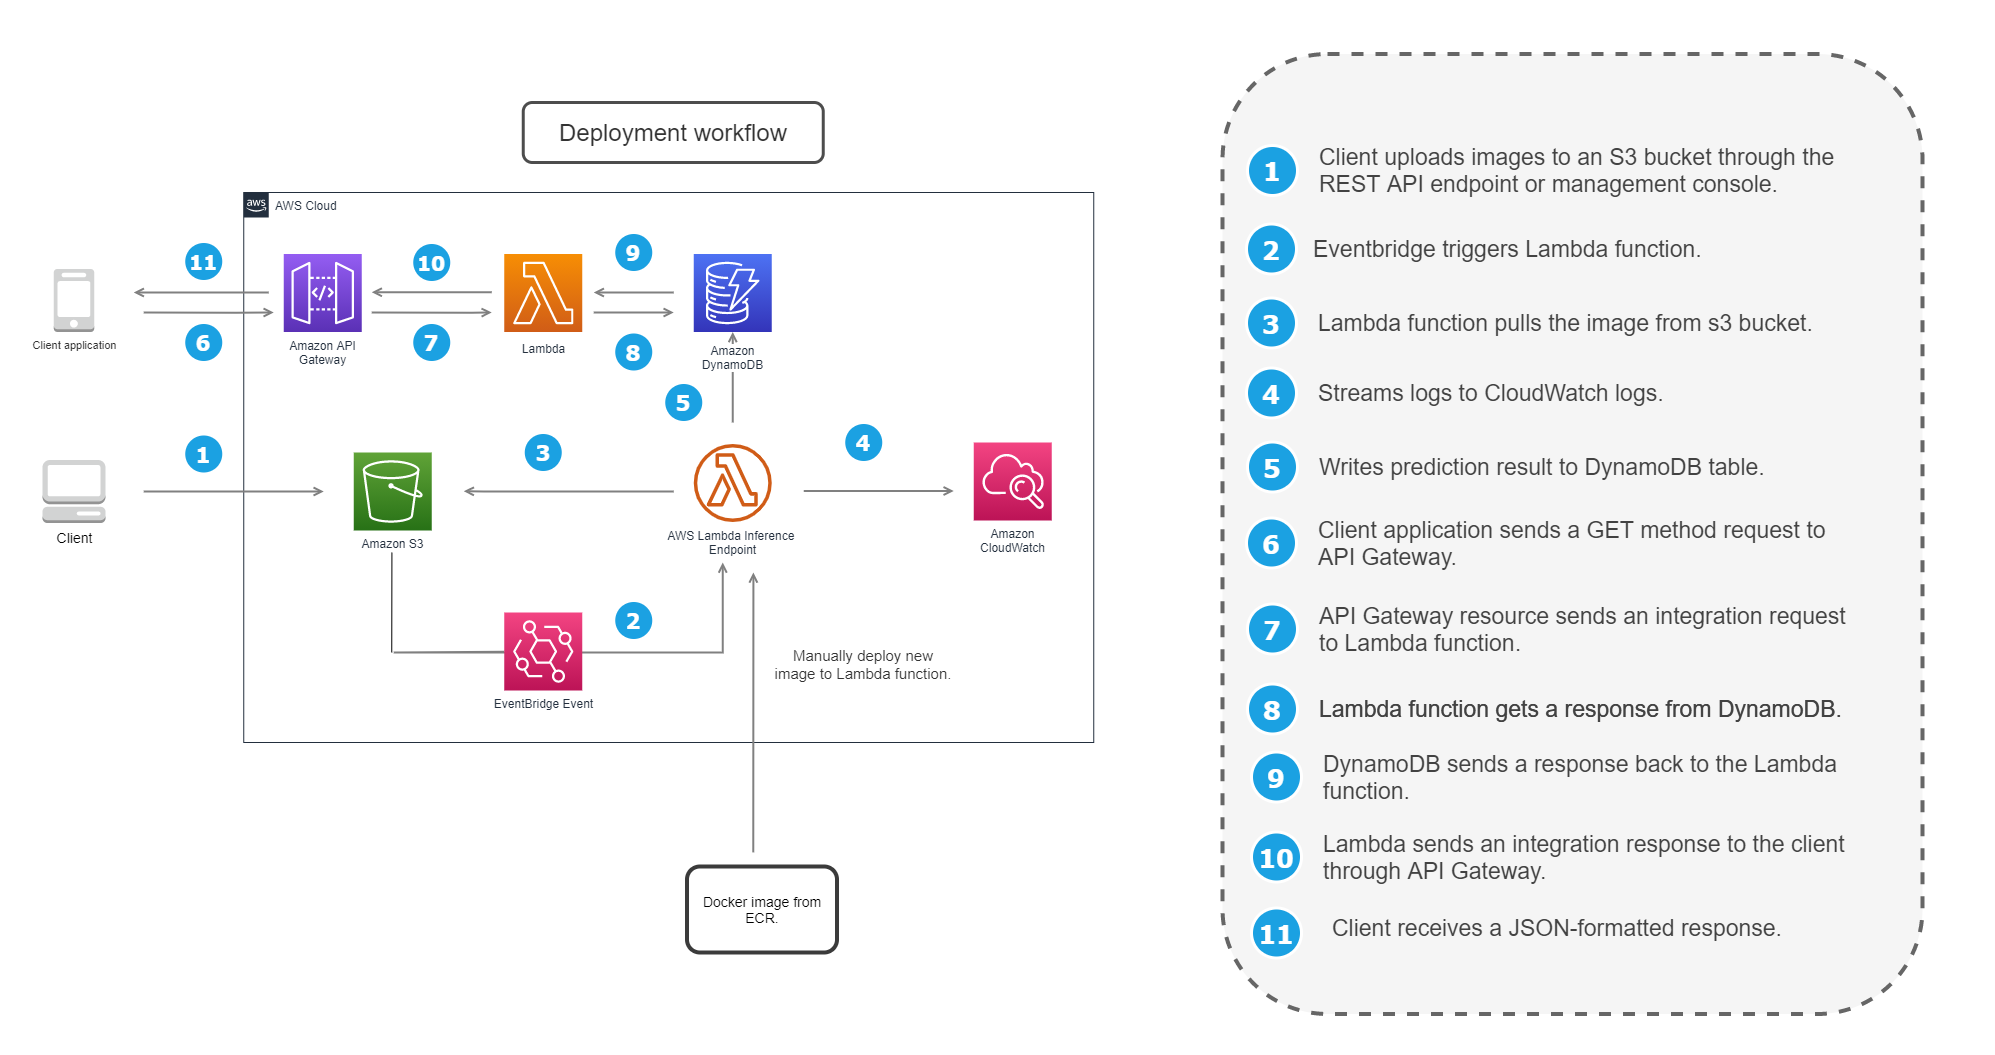 Deployment workflow
aws
AWS Cloud
11
10
9
Client application
6
Amazon API
Gateway
7
Lambda
8
Amazon
DynamoDB
5
1
3
4
Client
Amazon S3
AWS Lambda Inference
Endpoint
Amazon
CloudWatch
2
EventBridge Event
Manually deploy new
image to Lambda function.
Docker image from
ECR.
1
Client uploads images to an S3 bucket through the
REST API endpoint or management console.
2
Eventbridge triggers Lambda function.
3
Lambda function pulls the image from s3 bucket.
4
Streams logs to CloudWatch logs.
5
Writes prediction result to DynamoDB table.
6
Client application sends a GET method request to
API Gateway.
7
API Gateway resource sends an integration request
to Lambda function.
8
Lambda function gets a response from DynamoDB.
9
DynamoDB sends a response back to the Lambda
function.
10
Lambda sends an integration response to the client
through API Gateway.
11
Client receives a JSON-formatted response.